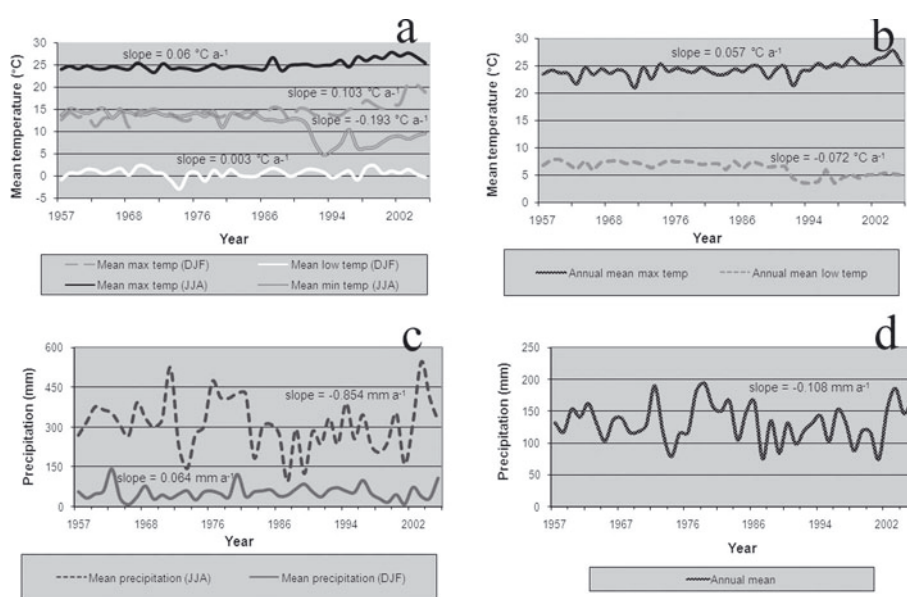 a
30
25
20
15
10
5
0
-5
Mean temperature (°C)
slope = 0.06 °C a-1
slope = 0.103 °C a-1
slope = -0.193 °C a-1
slope = 0.003 °C a-1
1957 1968 1976 1986 1994 2002
Year
Mean max temp (DJF) Mean low temp (DJF)
Mean max temp (JJA) Mean min temp (JJA)
b
30
25
20
15
10
5
0
Mean temperature (°C)
slope = 0.057 °C a-1
slope = -0.072 °C a-1
1957 1968 1976 1986 1994 2002
Year
Annual mean max temp Annual mean low temp
c
600
450
300
150
0
Precipitation (mm)
slope = -0.854 mm a-1
slope = 0.064 mm a-1
1957 1968 1976 1986 1994 2002
Year
Mean precipitation (JJA) Mean precipitation (DJF)
d
250
200
150
100
50
0
Precipitation (mm)
slope = -0.108 mm a-1
1957 1967 1976 1986 1994 2002
Year
Annual mean